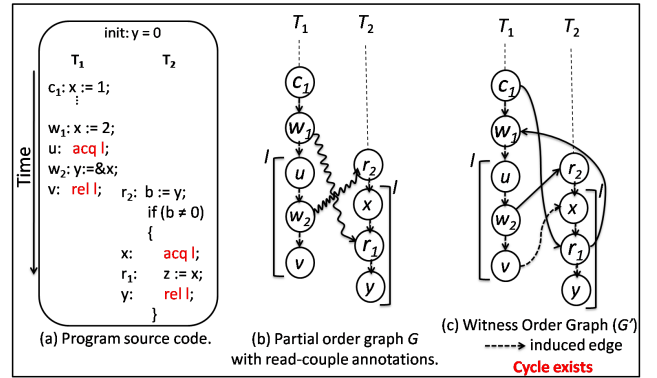 init: y = 0
T1 T2
Time
c1: x := 1;
⋮
w1: x := 2;
u: acq l;
w2: y:=&x;
v: rel l;
r2: b := y;
if (b ≠ 0)
{
x: acq l;
r1: z := x;
y: rel l;
}
(a) Program source code.
T1 T2
c1
w1
l u r2
w2 x l
v r1
y
(b) Partial order graph G
with read-couple annotations.
T1 T2
c1
w1
l u r2
w2 x l
v r1
y
(c) Witness Order Graph (G')
induced edge
Cycle exists